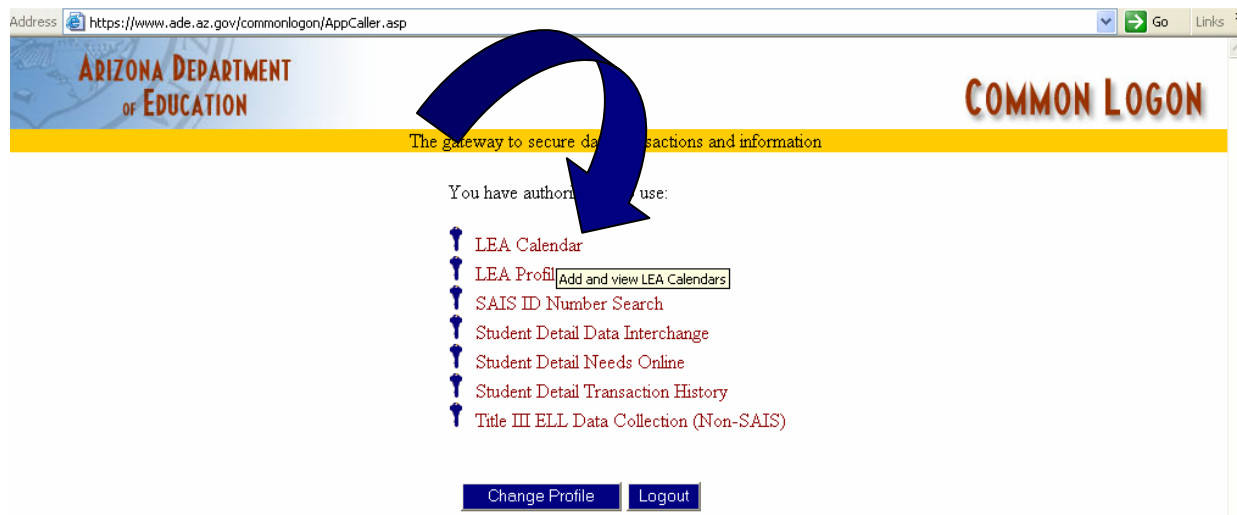 Address https://www.ade.az.gov/commonlogon/AppCaller.asp Go Links
ARIZONA DEPARTMENT
OF EDUCATION
COMMON LOGON
The gateway to secure da sactions and information
You have authori use:
LEA Calendar
LEA Profil
Add and view LEA Calendars
SAIS ID Number Search
Student Detail Data Interchange
Student Detail Needs Online
Student Detail Transaction History
Title III ELL Data Collection (Non-SAIS)
Change Profile Logout